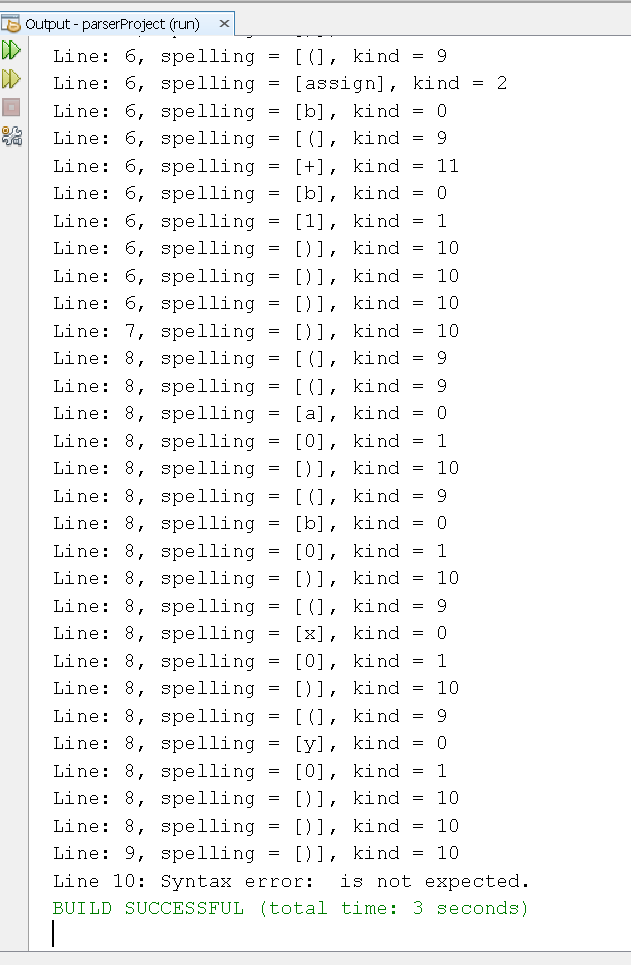 Output - parserProject (run)
Line: 6, spelling = [(], kind = 9
Line: 6, spelling = [assign], kind = 2
Line: 6, spelling = [b], kind = 0
Line: 6, spelling = [(], kind = 9
Line: 6, spelling = [+], kind = 11
Line: 6, spelling = [b], kind = 0
Line: 6, spelling = [1], kind = 1
Line: 6, spelling = [)], kind = 10
Line: 6, spelling = [)], kind = 10
Line: 6, spelling = [)], kind = 10
Line: 7, spelling = [)], kind = 10
Line: 8, spelling = [(], kind = 9
Line: 8, spelling = [(], kind = 9
Line: 8, spelling = [a], kind = 0
Line: 8, spelling = [0], kind = 1
Line: 8, spelling = [)], kind = 10
Line: 8, spelling = [(], kind = 9
Line: 8, spelling = [b], kind = 0
Line: 8, spelling = [0], kind = 1
Line: 8, spelling = [)], kind = 10
Line: 8, spelling = [(], kind = 9
Line: 8, spelling = [x], kind = 0
Line: 8, spelling = [0], kind = 1
Line: 8, spelling = [)], kind = 10
Line: 8, spelling = [(], kind = 9
Line: 8, spelling = [y], kind = 0
Line: 8, spelling = [0], kind = 1
Line: 8, spelling = [)], kind = 10
Line: 8, spelling = [)], kind = 10
Line: 9, spelling = [)], kind = 10
Line 10: Syntax error:  is not expected.
BUILD SUCCESSFUL (total time: 3 seconds)